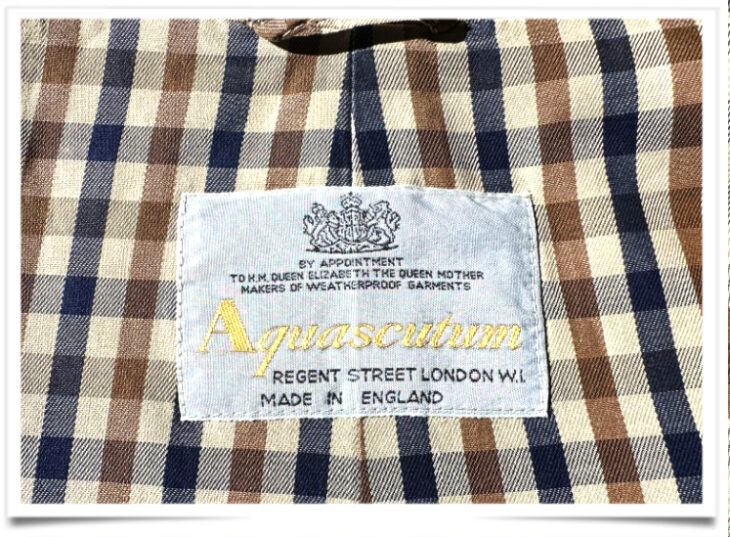 BY APPOINTMENT
TO H.M. QUEEN ELIZABETH THE QUEEN MOTHER
MAKERS OF WEATHERPROOF GARMENTS
Aquascutum
REGENT STREET LONDON W.1.
MADE IN ENGLAND